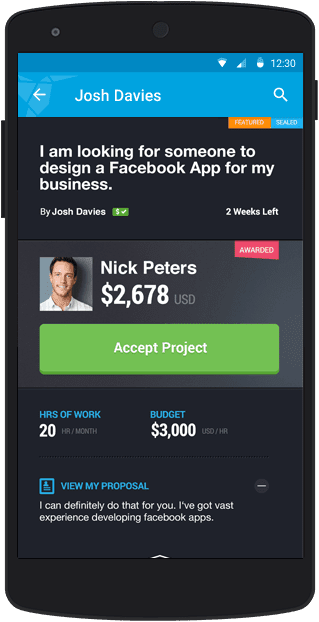 12:30
Josh Davies
FEATURED SEALED
I am looking for someone to
design a Facebook App for my
business.
By Josh Davies $ 2 Weeks Left
AWARDED
Nick Peters
$2,678 USD
Accept Project
HRS OF WORK BUDGET
20 HR / MONTH $3,000 USD / HR
VIEW MY PROPOSAL
I can definitely do that for you. I've got vast
experience developing facebook apps.